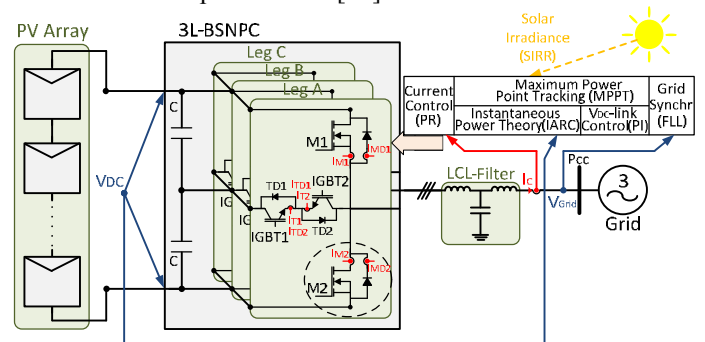 PV Array
3L-BSNPC
Solar
Irradiance
(SIRR)
Leg C
Leg B
Leg A
Current
Control
(PR)
Maximum Power
Point Tracking (MPPT)
Instantaneous
Power Theory(IARC)
VDC-link
Control(PI)
Grid
Synchr
(FLL)
C
M1
IM1
IMD1
VDC
IG
IG
TD1
ITD1
IT2
IGBT2
IT1
ITD2
IGBT1
TD2
LCL-Filter
IC
PCC
VGrid
3
Grid
C
IM2
IMD2
M2